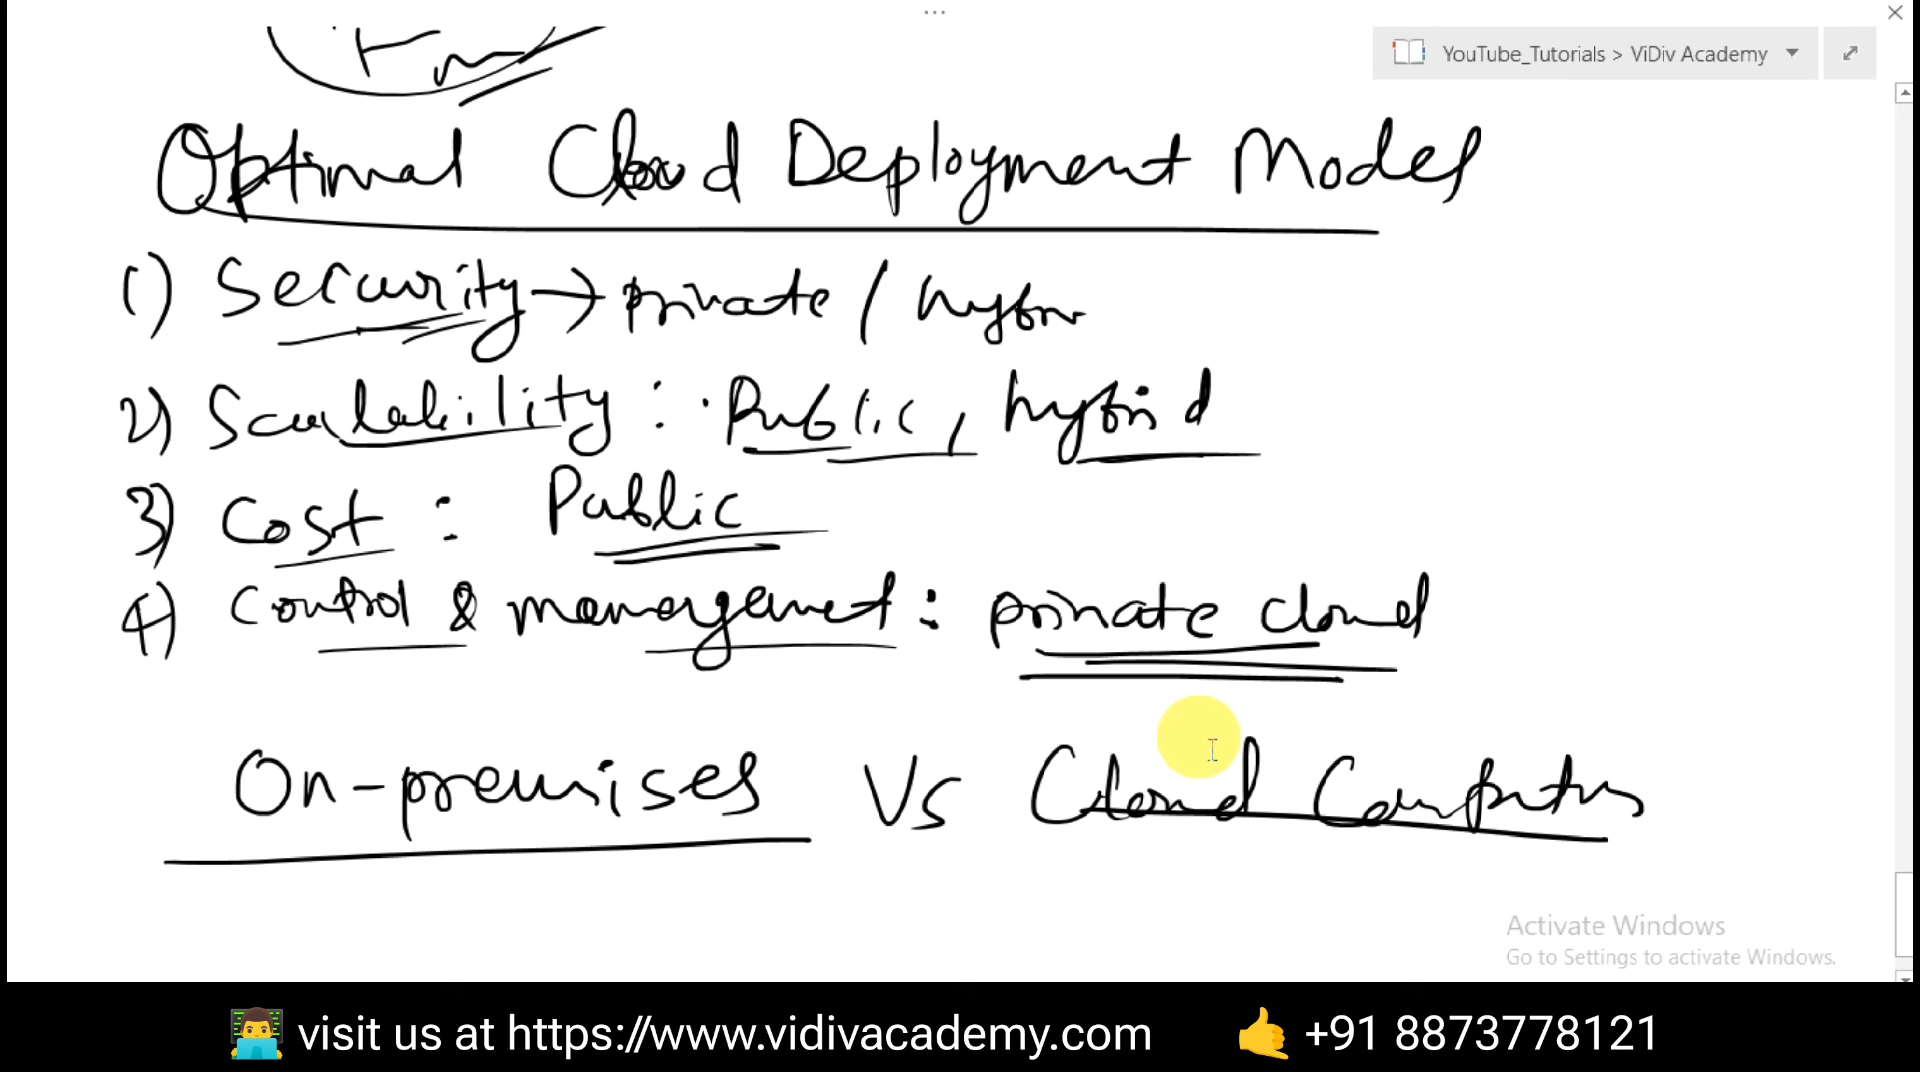 YouTube_Tutorials > ViDiv Academy
Optimal Cloud Deployment Model
1) Security → private / hybri
2) Scalability : Public, hybrid
3) Cost : Public
4) Control & management : private cloud
On-premises Vs Cloud Computing
Activate Windows
Go to Settings to activate Windows.
visit us at https://www.vidivacademy.com +91 8873778121